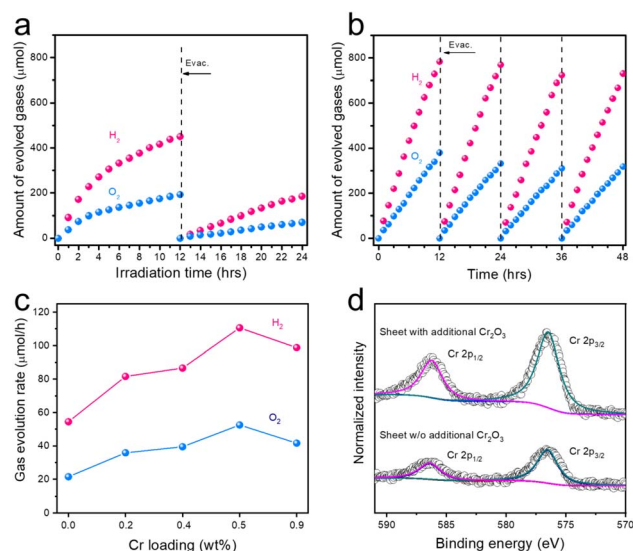 a
Amount of evolved gases (μmol)
800
600
400
200
0
Evac.
H2
O2
0 2 4 6 8 10 12 14 16 18 20 22 24
Irradiation time (hrs)
b
Amount of evolved gases (μmol)
800
600
400
200
0
Evac.
H2
O2
0 12 24 36 48
Time (hrs)
c
Gas evolution rate (μmol/h)
120
100
80
60
40
20
0
H2
O2
0.0 0.2 0.4 0.5 0.9
Cr loading (wt%)
d
Normalized intensity
Sheet with additional Cr2O3
Cr 2p1/2
Cr 2p3/2
Sheet w/o additional Cr2O3
Cr 2p1/2
Cr 2p3/2
590 585 580 575 570
Binding energy (eV)